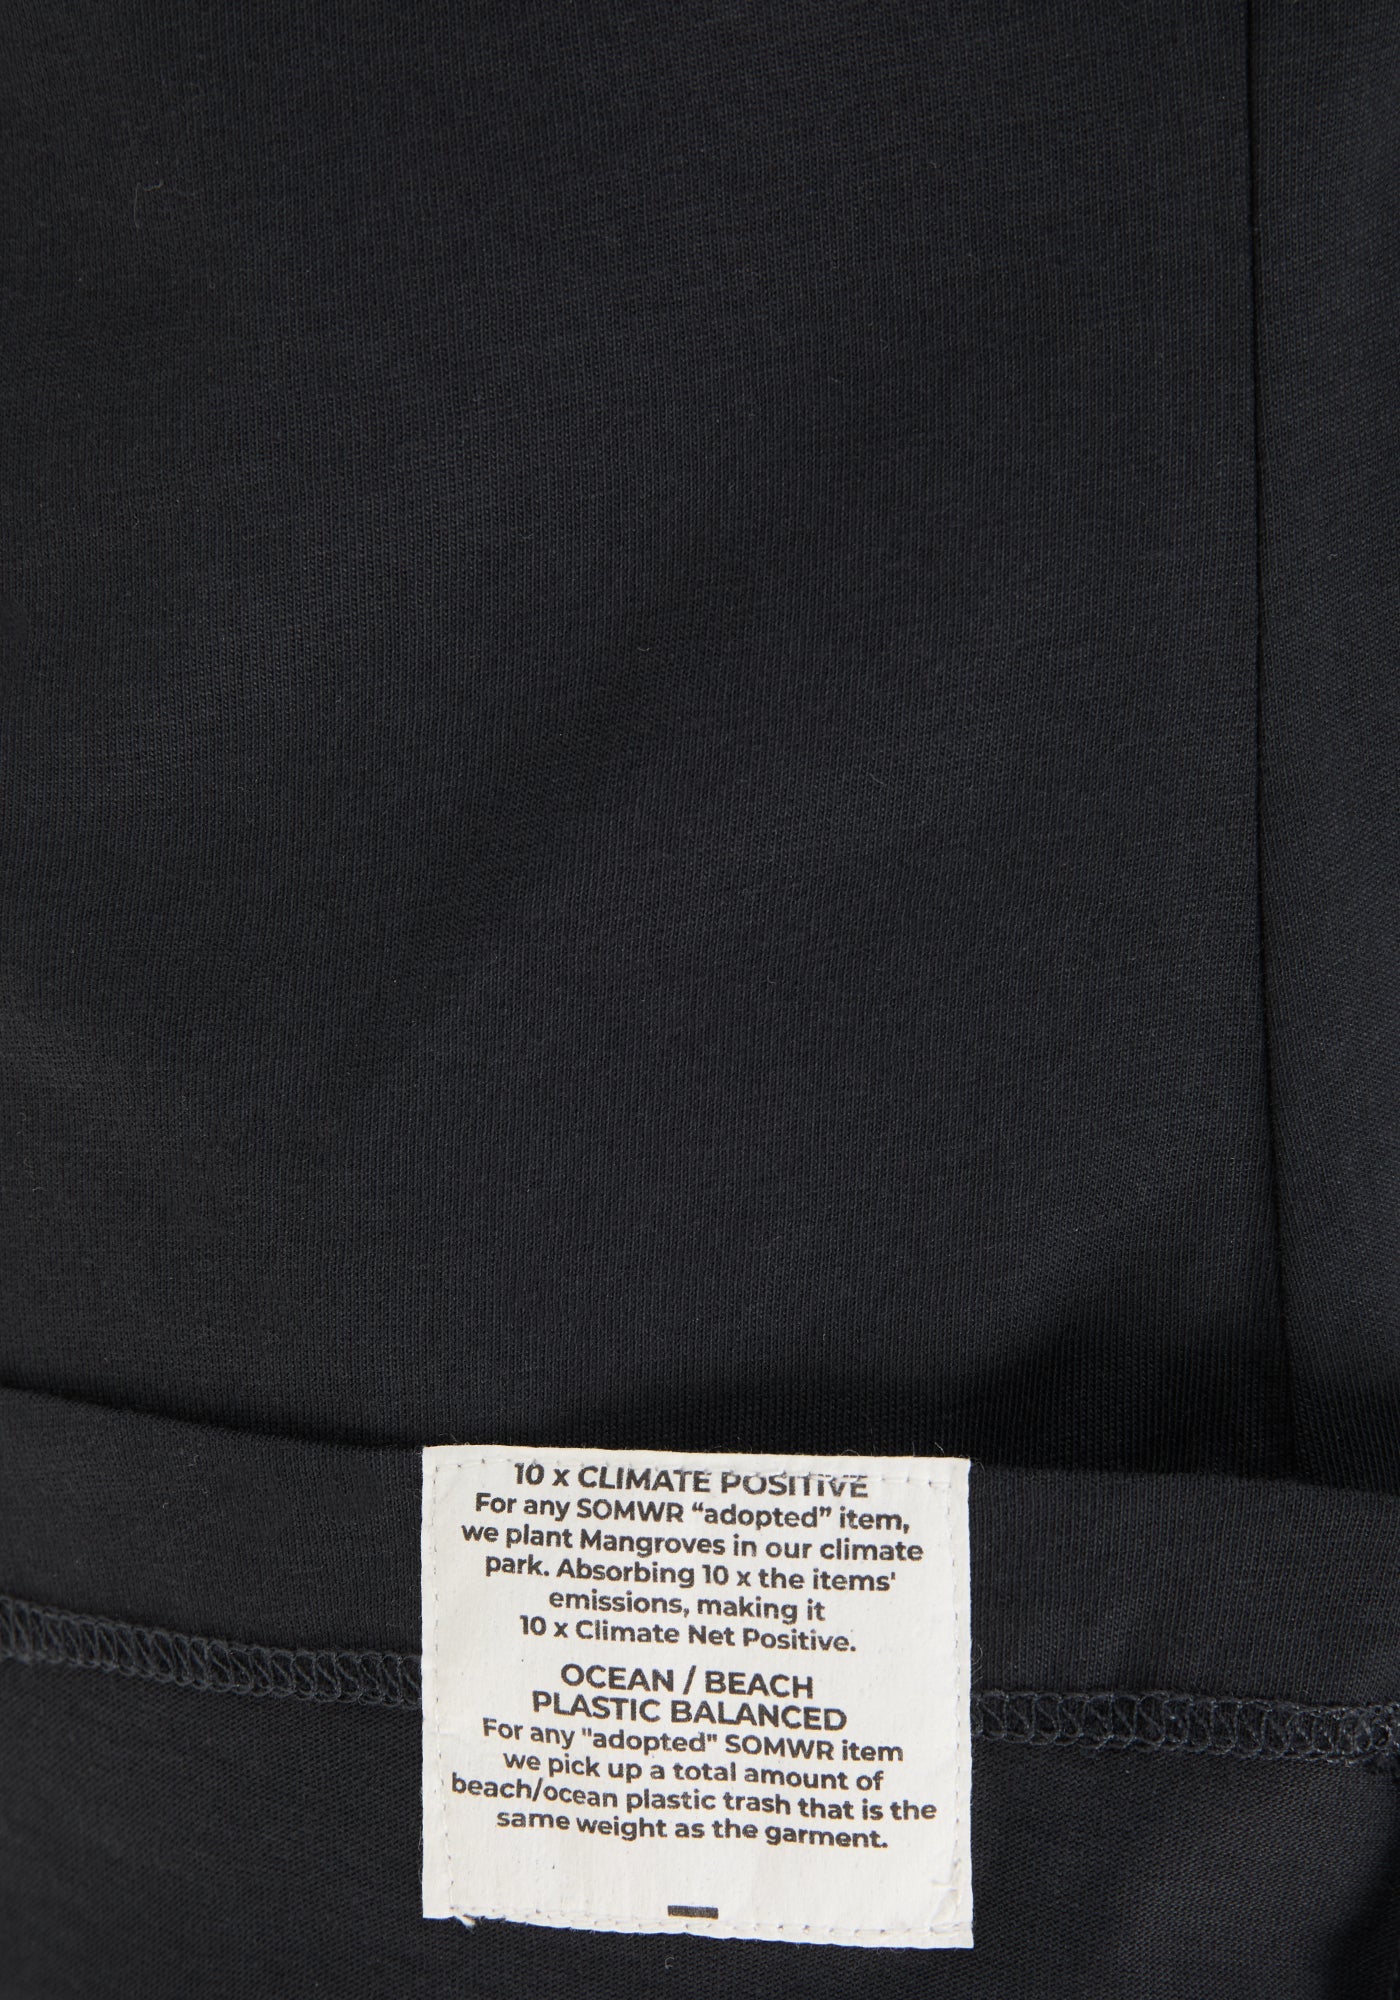 10 x CLIMATE POSITIVE
For any SOMWR “adopted” item,
we plant Mangroves in our climate
park. Absorbing 10 x the items'
emissions, making it
10 x Climate Net Positive.
OCEAN / BEACH
PLASTIC BALANCED
For any "adopted" SOMWR item
we pick up a total amount of
beach/ocean plastic trash that is the
same weight as the garment.